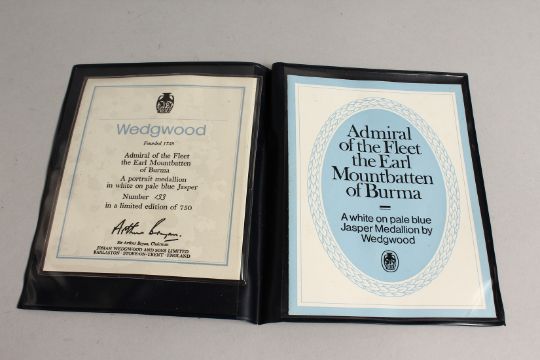 Wedgwood
Founded 1759
Admiral of the Fleet
the Earl Mountbatten
of Burma
A portrait medallion
in white on pale blue Jasper
Number 433
in a limited edition of 750
Arthur Bryan.
Sir Arthur Bryan, Chairman
JOSIAH WEDGWOOD AND SONS LIMITED
BARLASTON · STOKE-ON-TRENT · ENGLAND
Admiral
of the Fleet
the Earl
Mountbatten
of Burma
A white on pale blue
Jasper Medallion by
Wedgwood